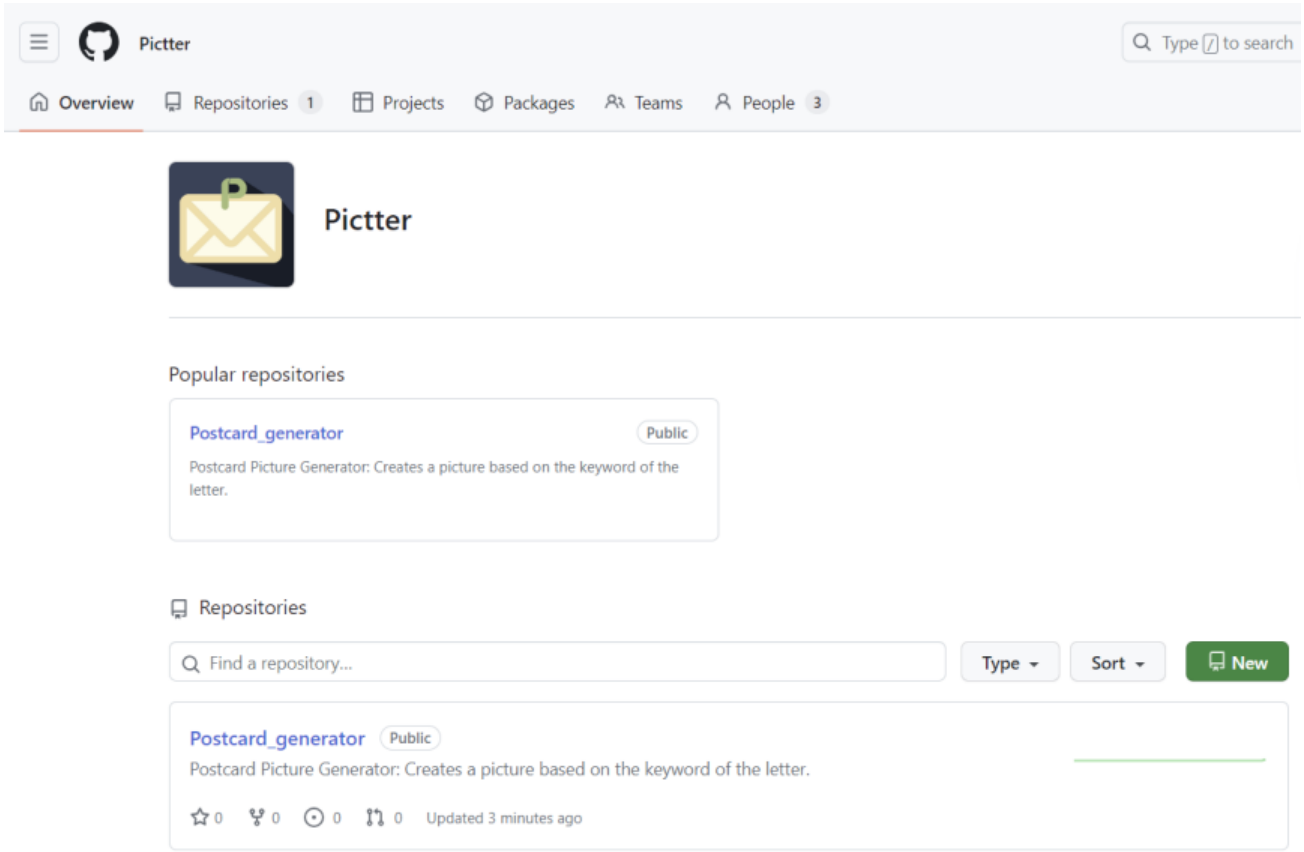 Pictter
Type / to search
Overview Repositories 1 Projects Packages Teams People 3
P
Pictter
Popular repositories
Postcard_generator Public
Postcard Picture Generator: Creates a picture based on the keyword of the
letter.
Repositories
Find a repository...
Type Sort New
Postcard_generator Public
Postcard Picture Generator: Creates a picture based on the keyword of the letter.
0 0 0 0 Updated 3 minutes ago